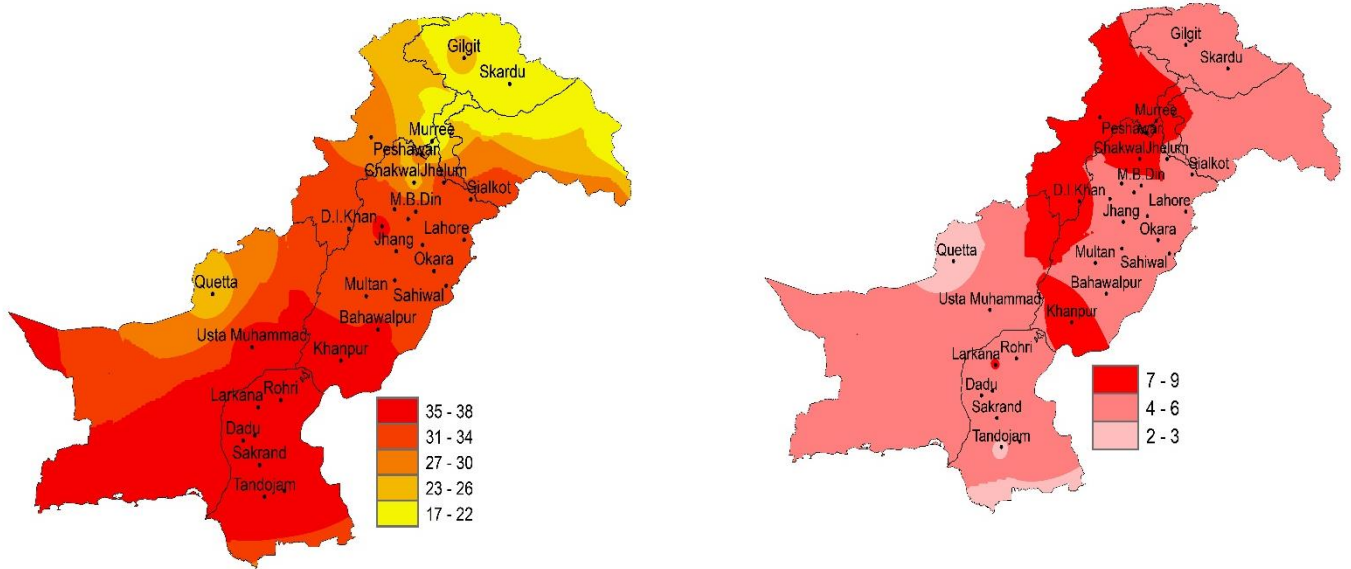 Gilgit
Skardu
Murree
Peshawar
Chakwal Jhelum
Sialkot
M.B.Din
D.I.Khan
Lahore
Jhang
Okara
Quetta
Multan
Sahiwal
Bahawalpur
Usta Muhammad
Khanpur
Larkana
Rohri
Dadu
Sakrand
Tandojam
35 - 38
31 - 34
27 - 30
23 - 26
17 - 22
Gilgit
Skardu
Murree
Peshawar
Chakwal Jhelum
Sialkot
M.B.Din
D.I.Khan
Lahore
Jhang
Okara
Quetta
Multan
Sahiwal
Bahawalpur
Usta Muhammad
Khanpur
Larkana
Rohri
Dadu
Sakrand
Tandojam
7 - 9
4 - 6
2 - 3